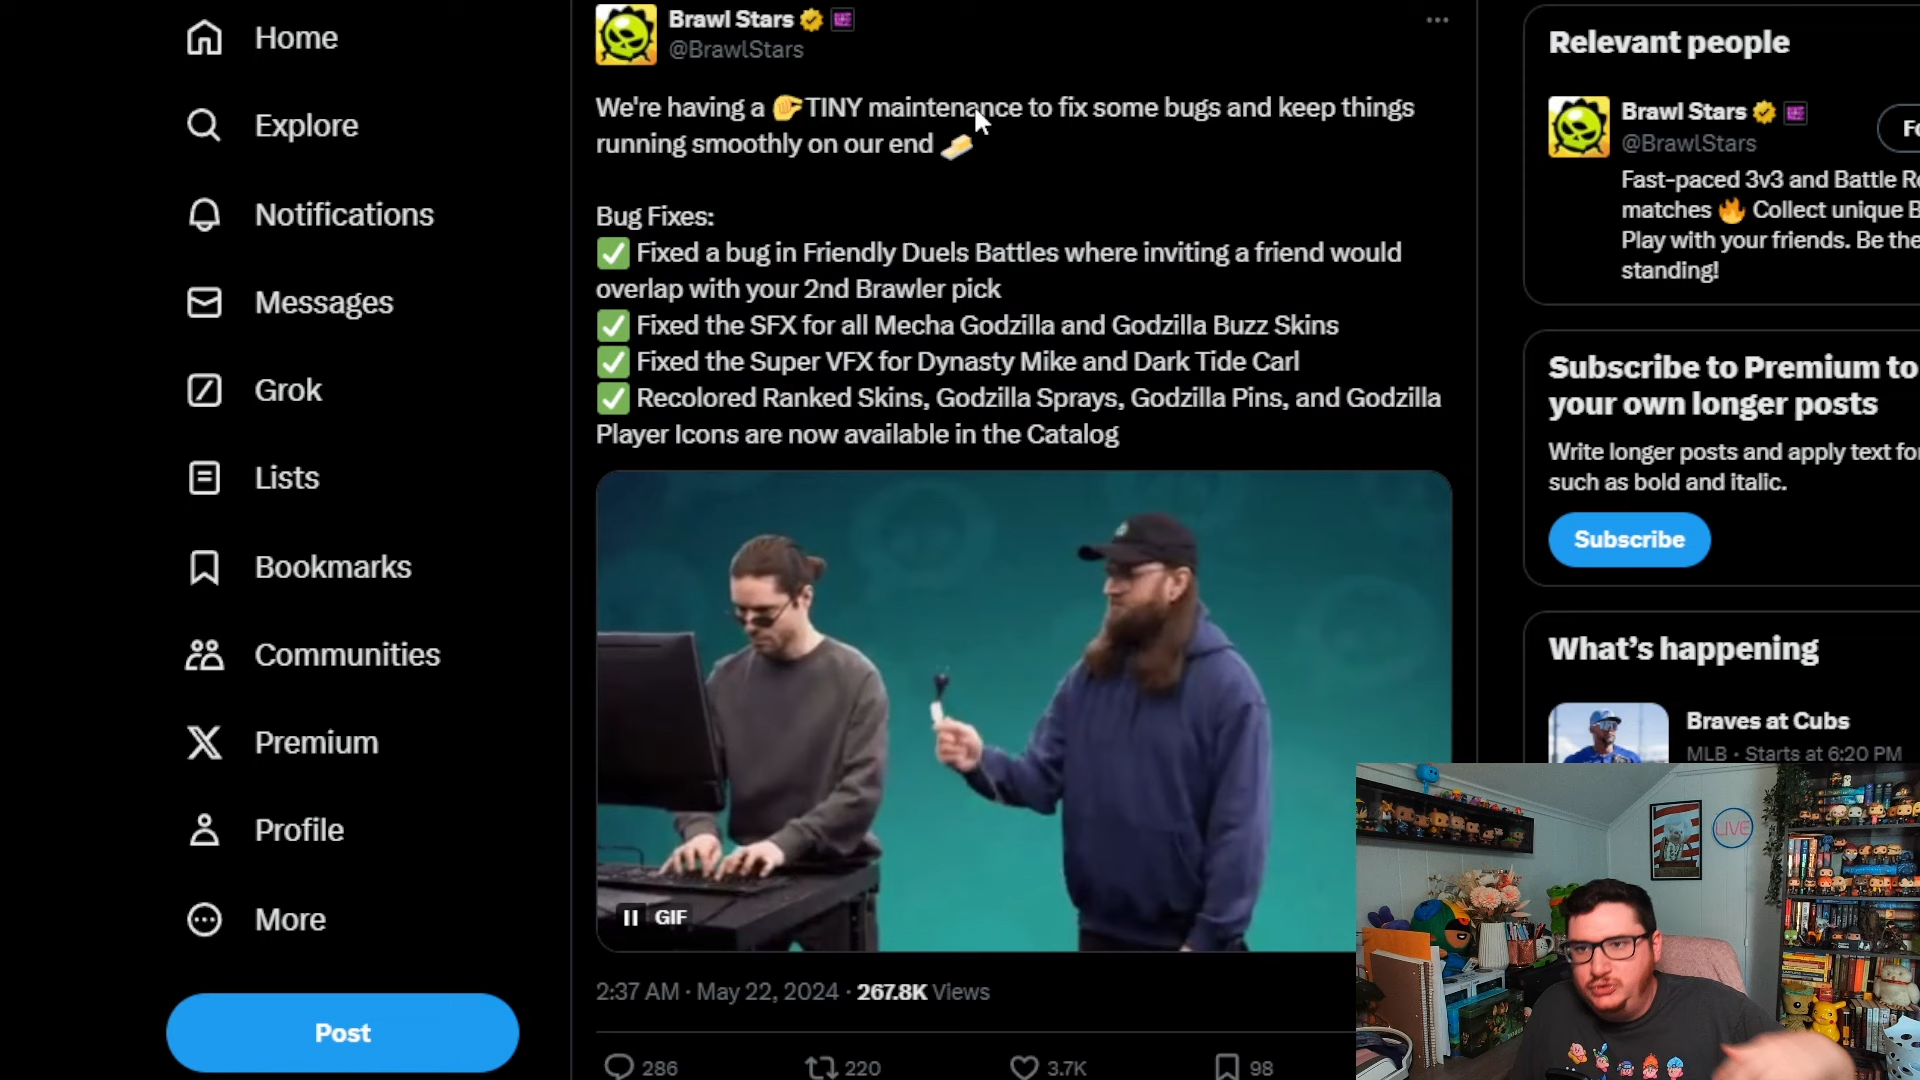 Home
Explore
Notifications
Messages
Grok
Lists
Bookmarks
Communities
Premium
Profile
More
Post
Brawl Stars
@BrawlStars
We're having a 🤏TINY maintenance to fix some bugs and keep things
running smoothly on our end 🧈
Bug Fixes:
✅ Fixed a bug in Friendly Duels Battles where inviting a friend would
overlap with your 2nd Brawler pick
✅ Fixed the SFX for all Mecha Godzilla and Godzilla Buzz Skins
✅ Fixed the Super VFX for Dynasty Mike and Dark Tide Carl
✅ Recolored Ranked Skins, Godzilla Sprays, Godzilla Pins, and Godzilla
Player Icons are now available in the Catalog
GIF
2:37 AM · May 22, 2024 · 267.8K Views
286 220 3.7K 98
Relevant people
Brawl Stars
@BrawlStars
Fo
Fast-paced 3v3 and Battle Ro
matches 🔥 Collect unique B
Play with your friends. Be the
standing!
Subscribe to Premium to
your own longer posts
Write longer posts and apply text for
such as bold and italic.
Subscribe
What's happening
Braves at Cubs
MLB · Starts at 6:20 PM
LIVE